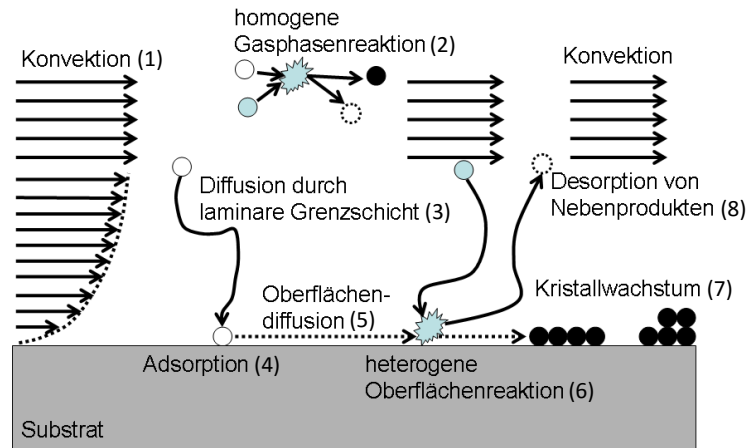 homogene
Gasphasenreaktion (2)
Konvektion (1)
Konvektion
Diffusion durch
laminare Grenzschicht (3)
Desorption von
Nebenprodukten (8)
Oberflächen-
diffusion (5)
Kristallwachstum (7)
Adsorption (4)
heterogene
Oberflächenreaktion (6)
Substrat